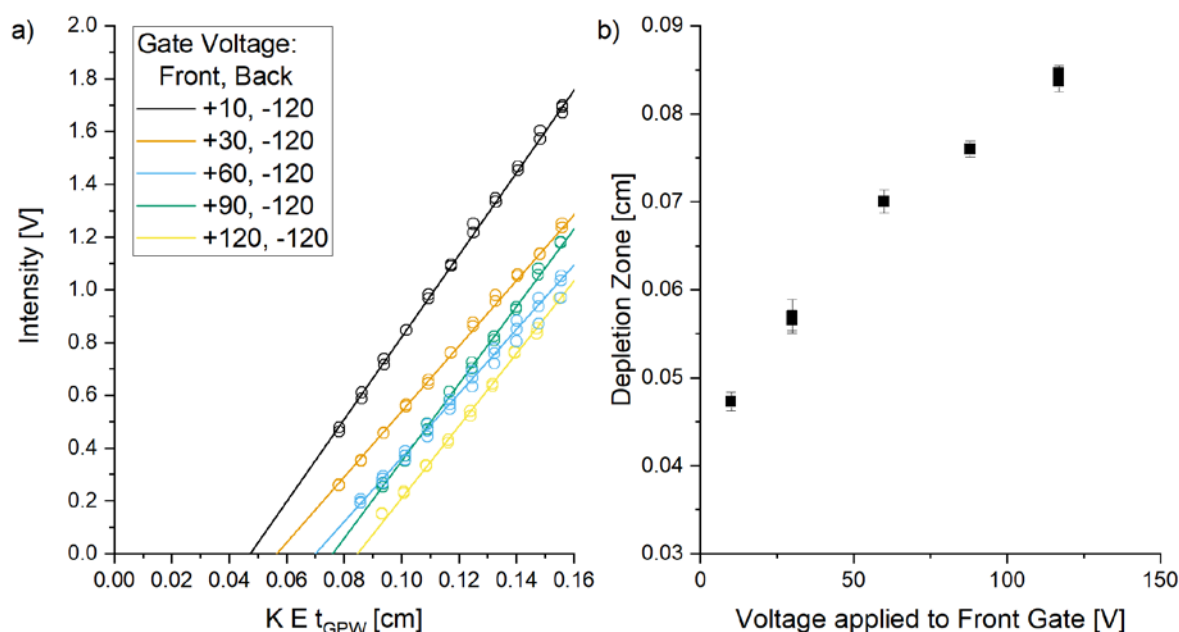 a)
Gate Voltage:
Front, Back
+10, -120
+30, -120
+60, -120
+90, -120
+120, -120
Intensity [V]
2.0
1.8
1.6
1.4
1.2
1.0
0.8
0.6
0.4
0.2
0.0
0.00 0.02 0.04 0.06 0.08 0.10 0.12 0.14 0.16
K E tGPW [cm]
b)
Depletion Zone [cm]
0.09
0.08
0.07
0.06
0.05
0.04
0.03
0 50 100 150
Voltage applied to Front Gate [V]